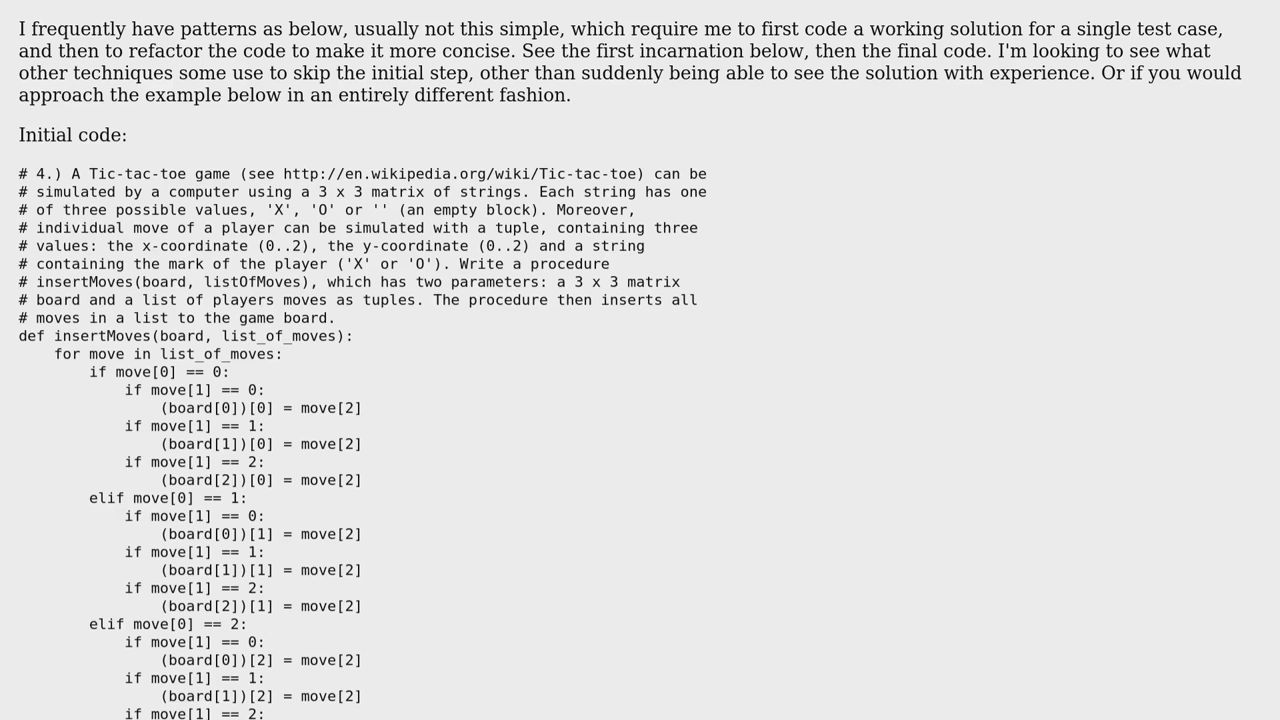 I frequently have patterns as below, usually not this simple, which require me to first code a working solution for a single test case,
and then to refactor the code to make it more concise. See the first incarnation below, then the final code. I'm looking to see what
other techniques some use to skip the initial step, other than suddenly being able to see the solution with experience. Or if you would
approach the example below in an entirely different fashion.
Initial code:
# 4.) A Tic-tac-toe game (see http://en.wikipedia.org/wiki/Tic-tac-toe) can be
# simulated by a computer using a 3 x 3 matrix of strings. Each string has one
# of three possible values, 'X', 'O' or '' (an empty block). Moreover,
# individual move of a player can be simulated with a tuple, containing three
# values: the x-coordinate (0..2), the y-coordinate (0..2) and a string
# containing the mark of the player ('X' or 'O'). Write a procedure
# insertMoves(board, listOfMoves), which has two parameters: a 3 x 3 matrix
# board and a list of players moves as tuples. The procedure then inserts all
# moves in a list to the game board.
def insertMoves(board, list_of_moves):
    for move in list_of_moves:
        if move[0] == 0:
            if move[1] == 0:
                (board[0])[0] = move[2]
            if move[1] == 1:
                (board[1])[0] = move[2]
            if move[1] == 2:
                (board[2])[0] = move[2]
        elif move[0] == 1:
            if move[1] == 0:
                (board[0])[1] = move[2]
            if move[1] == 1:
                (board[1])[1] = move[2]
            if move[1] == 2:
                (board[2])[1] = move[2]
        elif move[0] == 2:
            if move[1] == 0:
                (board[0])[2] = move[2]
            if move[1] == 1:
                (board[1])[2] = move[2]
            if move[1] == 2: